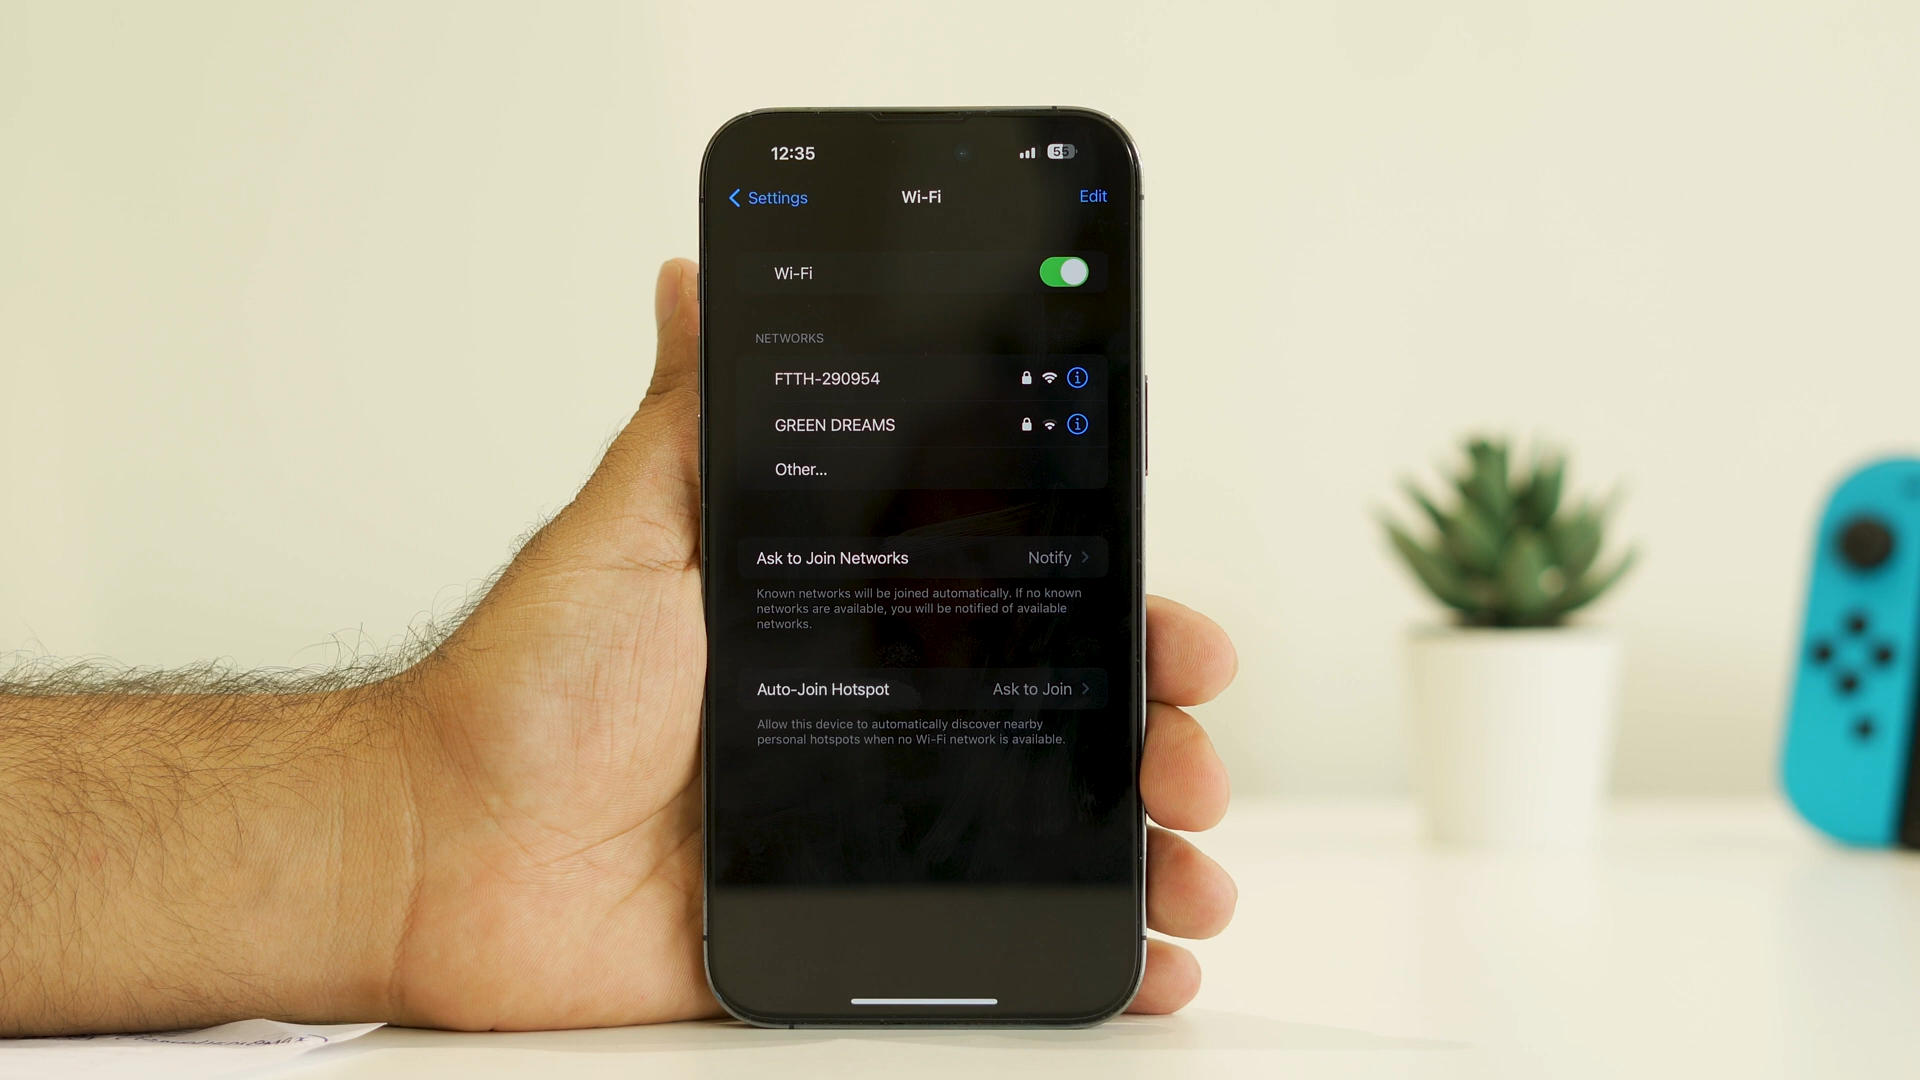 12:35
55
Settings
Wi-Fi
Edit
Wi-Fi
NETWORKS
FTTH-290954
GREEN DREAMS
Other...
Ask to Join Networks
Notify
Known networks will be joined automatically. If no known
networks are available, you will be notified of available
networks.
Auto-Join Hotspot
Ask to Join
Allow this device to automatically discover nearby
personal hotspots when no Wi-Fi network is available.